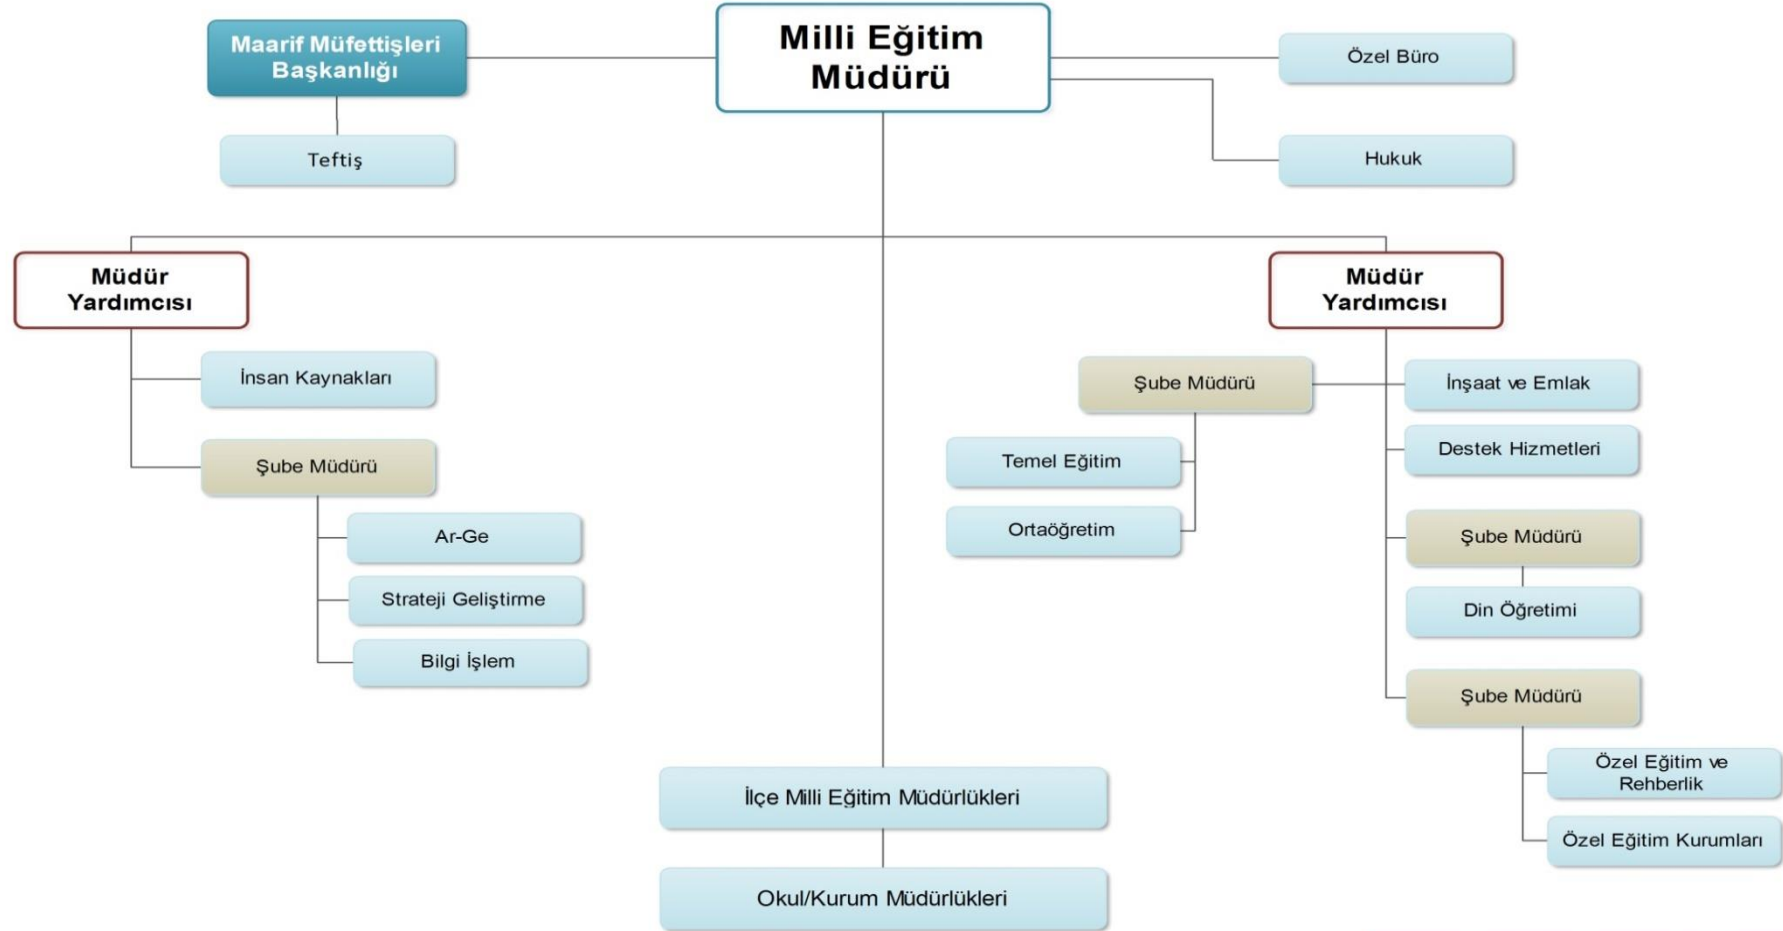 Maarif Müfettişleri
Başkanlığı
Milli Eğitim
Müdürü
Özel Büro
Teftiş
Hukuk
Müdür
Yardımcısı
İnsan Kaynakları
Şube Müdürü
Ar-Ge
Strateji Geliştirme
Bilgi İşlem
Müdür
Yardımcısı
Şube Müdürü
Temel Eğitim
Ortaöğretim
İnşaat ve Emlak
Destek Hizmetleri
Şube Müdürü
Din Öğretimi
Şube Müdürü
Özel Eğitim ve
Rehberlik
Özel Eğitim Kurumları
İlçe Milli Eğitim Müdürlükleri
Okul/Kurum Müdürlükleri